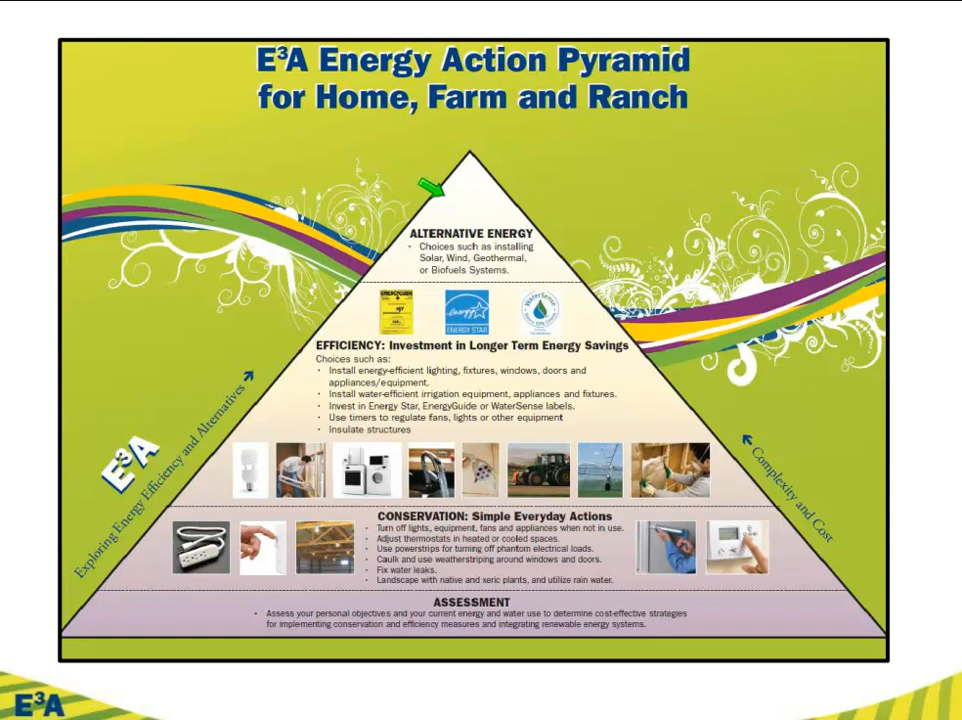 E³A Energy Action Pyramid
for Home, Farm and Ranch
ALTERNATIVE ENERGY
· Choices such as installing
Solar, Wind, Geothermal,
or Biofuels Systems.
ENERGYGUIDE
energy
ENERGY STAR
WaterSense
EFFICIENCY: Investment in Longer Term Energy Savings
Choices such as:
· Install energy-efficient lighting, fixtures, windows, doors and
appliances/equipment.
· Install water-efficient irrigation equipment, appliances and fixtures.
· Invest in Energy Star, EnergyGuide or WaterSense labels.
· Use timers to regulate fans, lights or other equipment
· Insulate structures
E³A
Exploring Energy Efficiency and Alternatives
Complexity and Cost
CONSERVATION: Simple Everyday Actions
· Turn off lights, equipment, fans and appliances when not in use.
· Adjust thermostats in heated or cooled spaces.
· Use powerstrips for turning off phantom electrical loads.
· Caulk and use weatherstriping around windows and doors.
· Fix water leaks.
· Landscape with native and xeric plants, and utilize rain water.
ASSESSMENT
· Assess your personal objectives and your current energy and water use to determine cost-effective strategies
for implementing conservation and efficiency measures and integrating renewable energy systems.
E³A